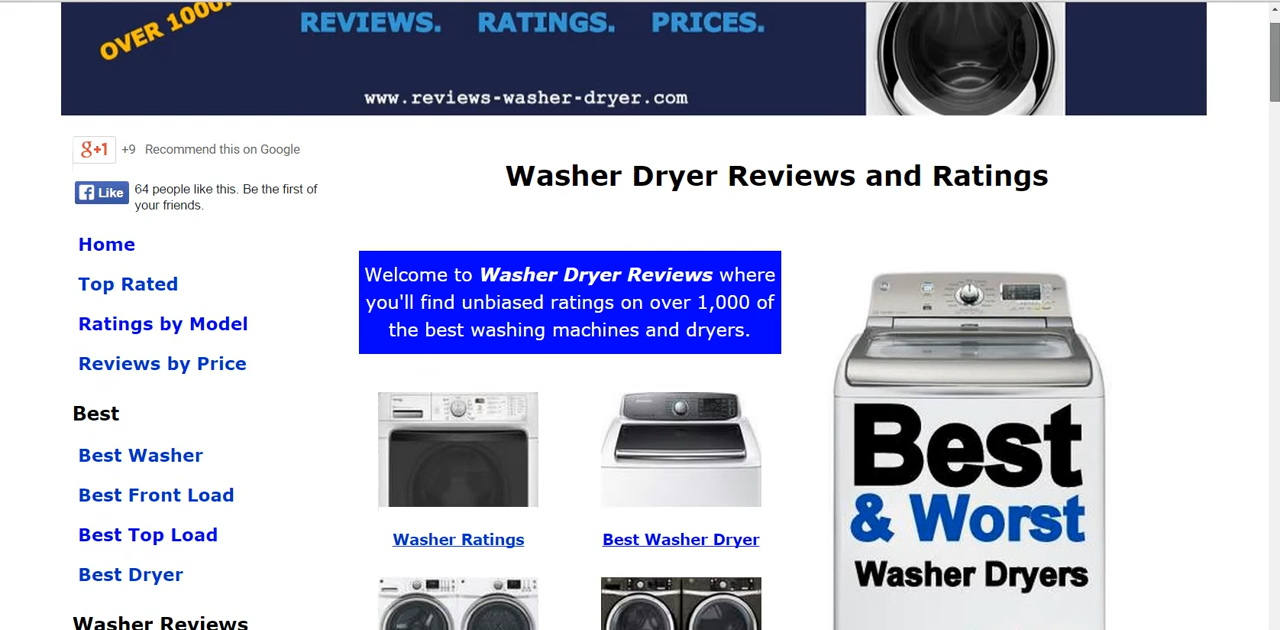 OVER 1000!
REVIEWS. RATINGS. PRICES.
www.reviews-washer-dryer.com
g+1 +9 Recommend this on Google
Like 64 people like this. Be the first of
your friends.
Home
Top Rated
Ratings by Model
Reviews by Price
Best
Best Washer
Best Front Load
Best Top Load
Best Dryer
Washer Reviews
Washer Dryer Reviews and Ratings
Welcome to Washer Dryer Reviews where
you'll find unbiased ratings on over 1,000 of
the best washing machines and dryers.
Washer Ratings
Best Washer Dryer
Best
& Worst
Washer Dryers